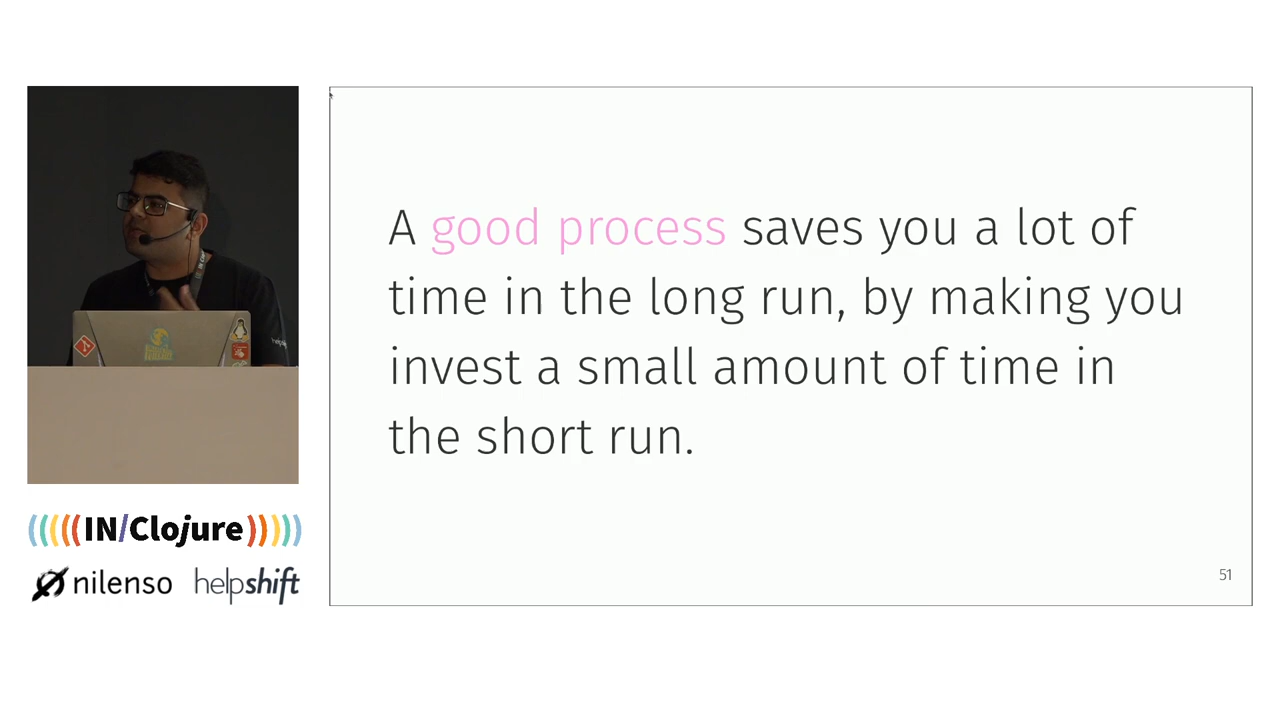 A good process saves you a lot of
time in the long run, by making you
invest a small amount of time in
the short run.
51
(((((IN/Clojure)))))
nilenso helpshift